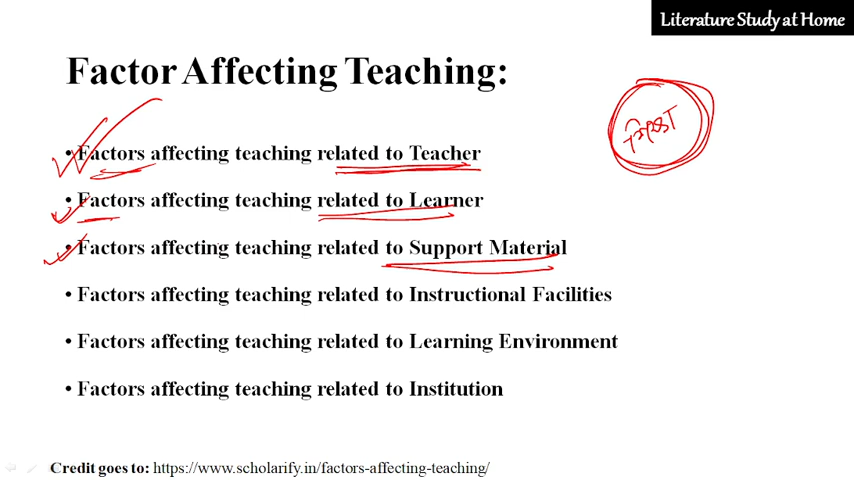 Literature Study at Home
Factor Affecting Teaching:
• Factors affecting teaching related to Teacher
• Factors affecting teaching related to Learner
• Factors affecting teaching related to Support Material
• Factors affecting teaching related to Instructional Facilities
• Factors affecting teaching related to Learning Environment
• Factors affecting teaching related to Institution
Credit goes to: https://www.scholarify.in/factors-affecting-teaching/